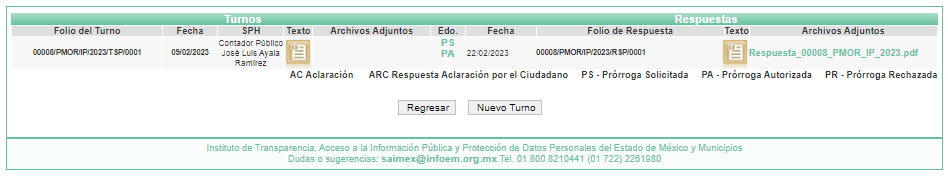 Turnos Respuestas
Folio del Turno Fecha SPH Texto Archivos Adjuntos Edo. Fecha Folio de Respuesta Texto Archivos Adjuntos
00008/PMOR/IP/2023/TSP/0001 09/02/2023 Contador Público José Luis Ayala Ramírez PS PA 22/02/2023 00008/PMOR/IP/2023/RSP/0001 Respuesta_00008_PMOR_IP_2023.pdf
AC Aclaración ARC Respuesta Aclaración por el Ciudadano PS - Prórroga Solicitada PA - Prórroga Autorizada PR - Prórroga Rechazada
Regresar Nuevo Turno
Instituto de Transparencia, Acceso a la Información Pública y Protección de Datos Personales del Estado de México y Municipios
Dudas o sugerencias: saimex@infoem.org.mx Tel. 01 800 8210441 (01 722) 2261980